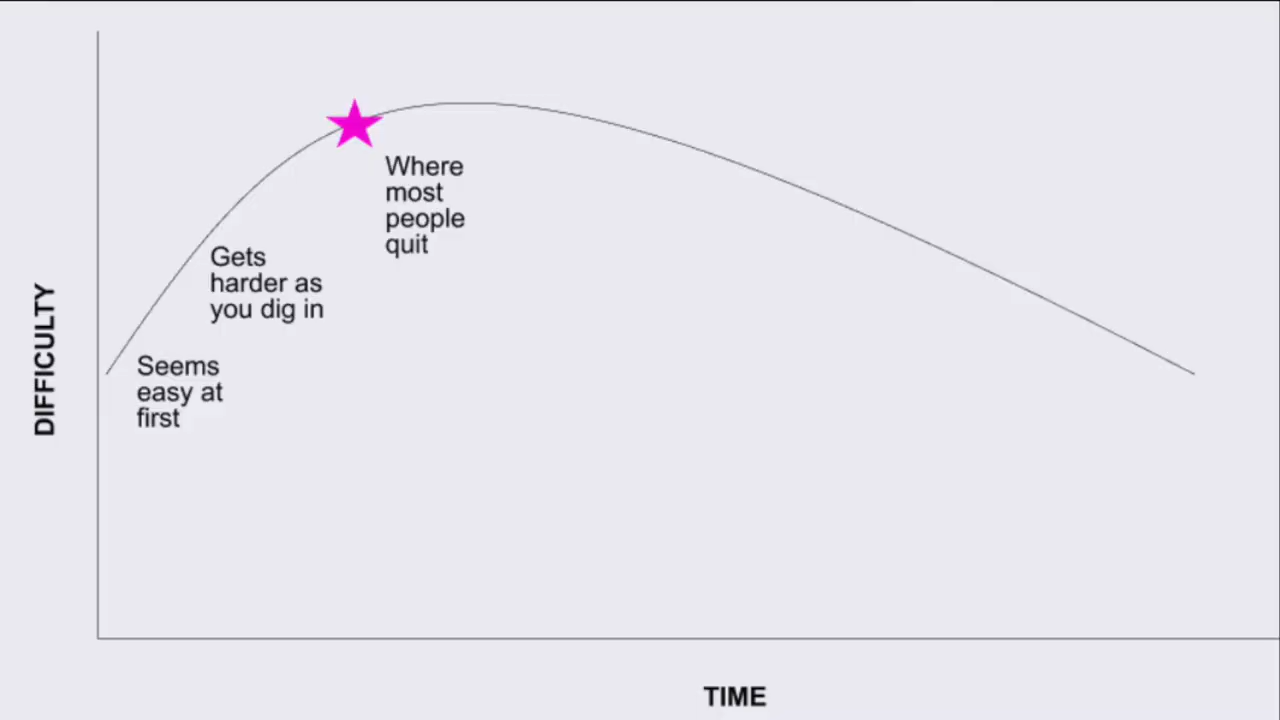 Where
most
people
quit
Gets
harder as
you dig in
Seems
easy at
first
DIFFICULTY
TIME